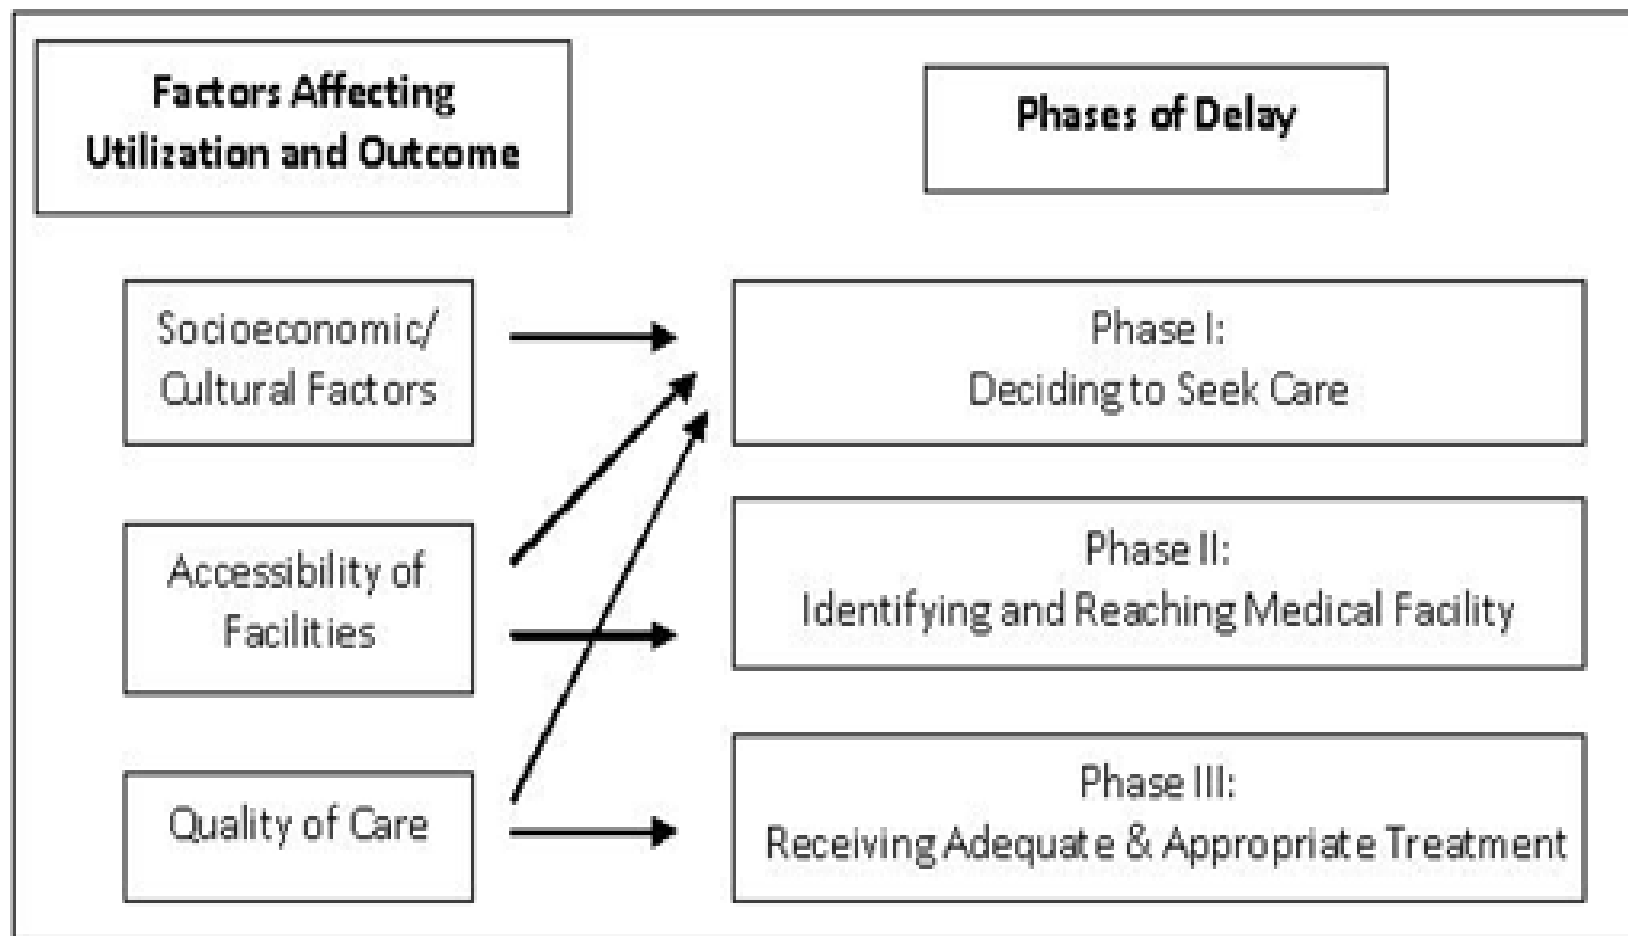 Factors Affecting
Utilization and Outcome
Phases of Delay
Socioeconomic/
Cultural Factors
Phase I:
Deciding to Seek Care
Accessibility of
Facilities
Phase II:
Identifying and Reaching Medical Facility
Quality of Care
Phase III:
Receiving Adequate & Appropriate Treatment